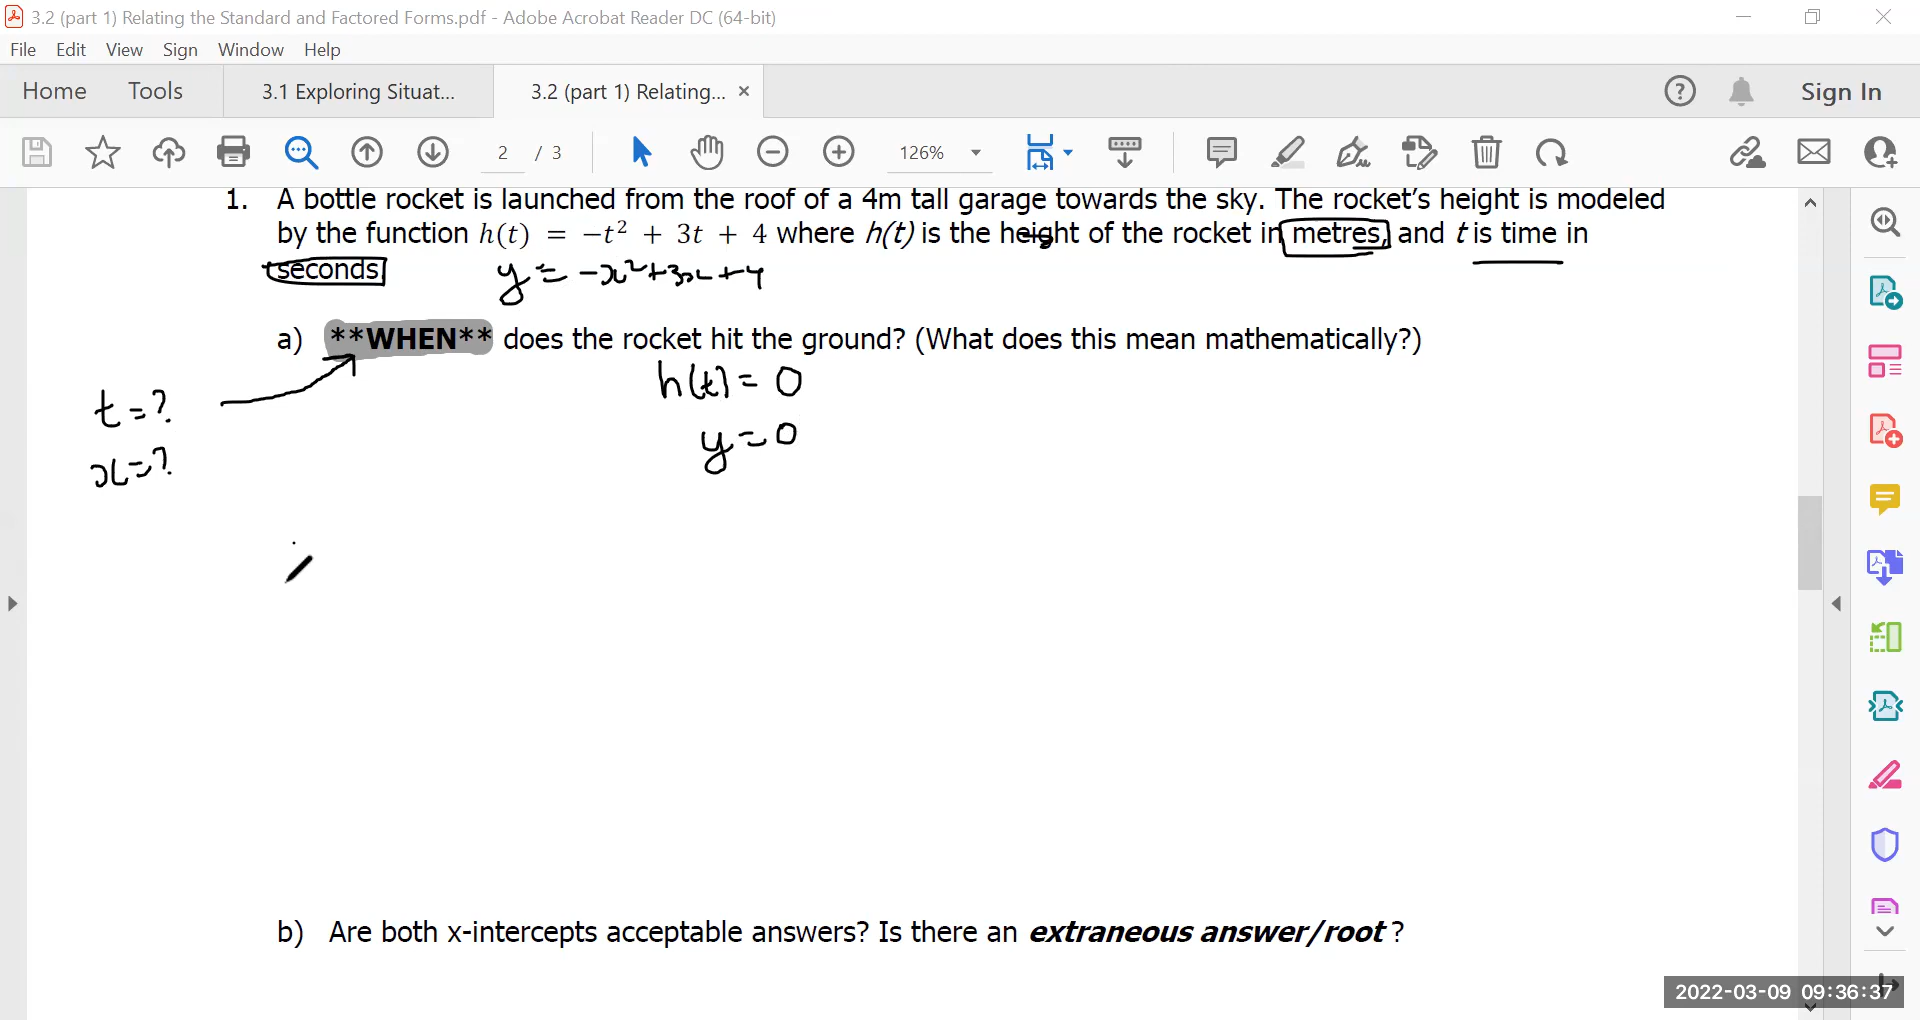 3.2 (part 1) Relating the Standard and Factored Forms.pdf - Adobe Acrobat Reader DC (64-bit)
File Edit View Sign Window Help
Home Tools 3.1 Exploring Situat... 3.2 (part 1) Relating... × Sign In
2 / 3 126%
1. A bottle rocket is launched from the roof of a 4m tall garage towards the sky. The rocket's height is modeled
by the function h(t) = −t² + 3t + 4 where h(t) is the height of the rocket in metres, and t is time in
seconds.
y = -x²+3x+4
a) **WHEN** does the rocket hit the ground? (What does this mean mathematically?)
h(t) = 0
t = ?
y = 0
x = ?
b) Are both x-intercepts acceptable answers? Is there an extraneous answer/root?
2022-03-09 09:36:37